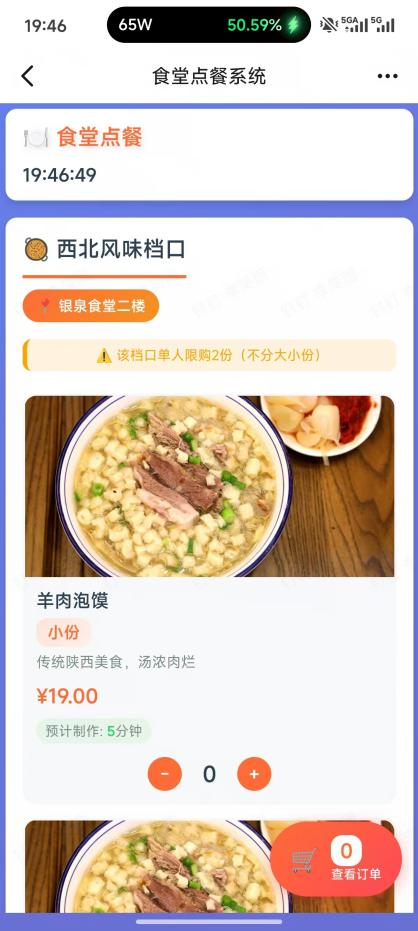 19:46
65W
50.59%
5GA
5G
食堂点餐系统
食堂点餐
19:46:49
西北风味档口
银泉食堂二楼
该档口单人限购2份（不分大小份）
羊肉泡馍
小份
传统陕西美食，汤浓肉烂
¥19.00
预计制作: 5分钟
-
0
+
0
查看订单